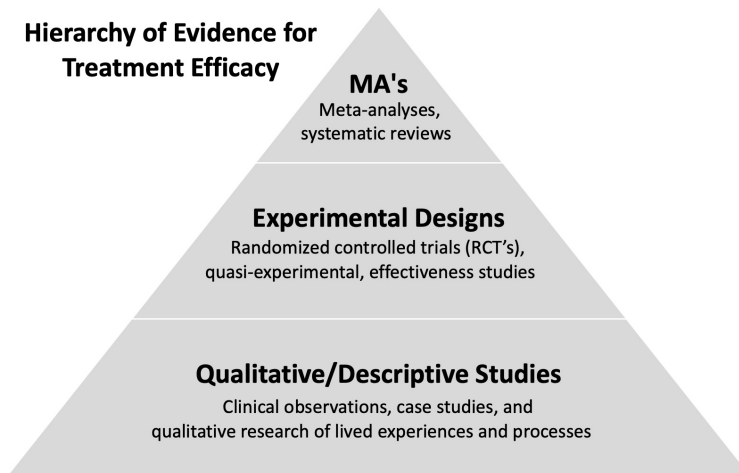 Hierarchy of Evidence for
Treatment Efficacy
MA's
Meta-analyses,
systematic reviews
Experimental Designs
Randomized controlled trials (RCT’s),
quasi-experimental, effectiveness studies
Qualitative/Descriptive Studies
Clinical observations, case studies, and
qualitative research of lived experiences and processes